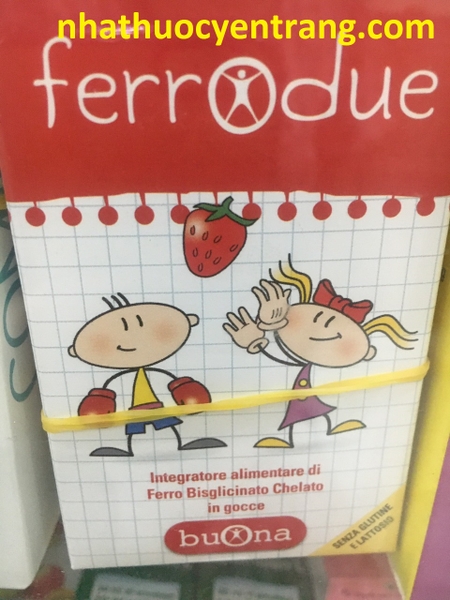 nhathuocyentrang.com
ferrodue
Integratore alimentare di
Ferro Bisglicinato Chelato
in gocce
buOna
SENZA GLUTINE
E LATTOSIO